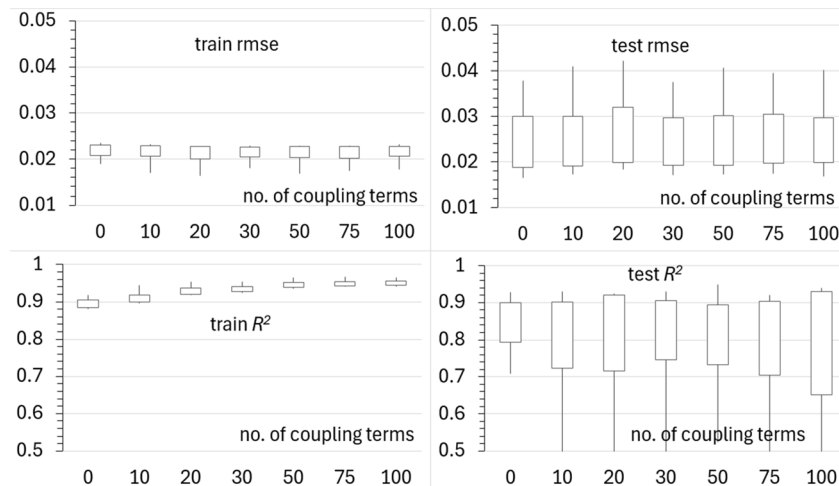 0.05
train rmse
0.04
0.03
0.02
no. of coupling terms
0.01
0 10 20 30 50 75 100
0.05
test rmse
0.04
0.03
0.02
no. of coupling terms
0.01
0 10 20 30 50 75 100
1
0.9
train R²
0.8
0.7
0.6
no. of coupling terms
0.5
0 10 20 30 50 75 100
1
test R²
0.9
0.8
0.7
0.6
no. of coupling terms
0.5
0 10 20 30 50 75 100